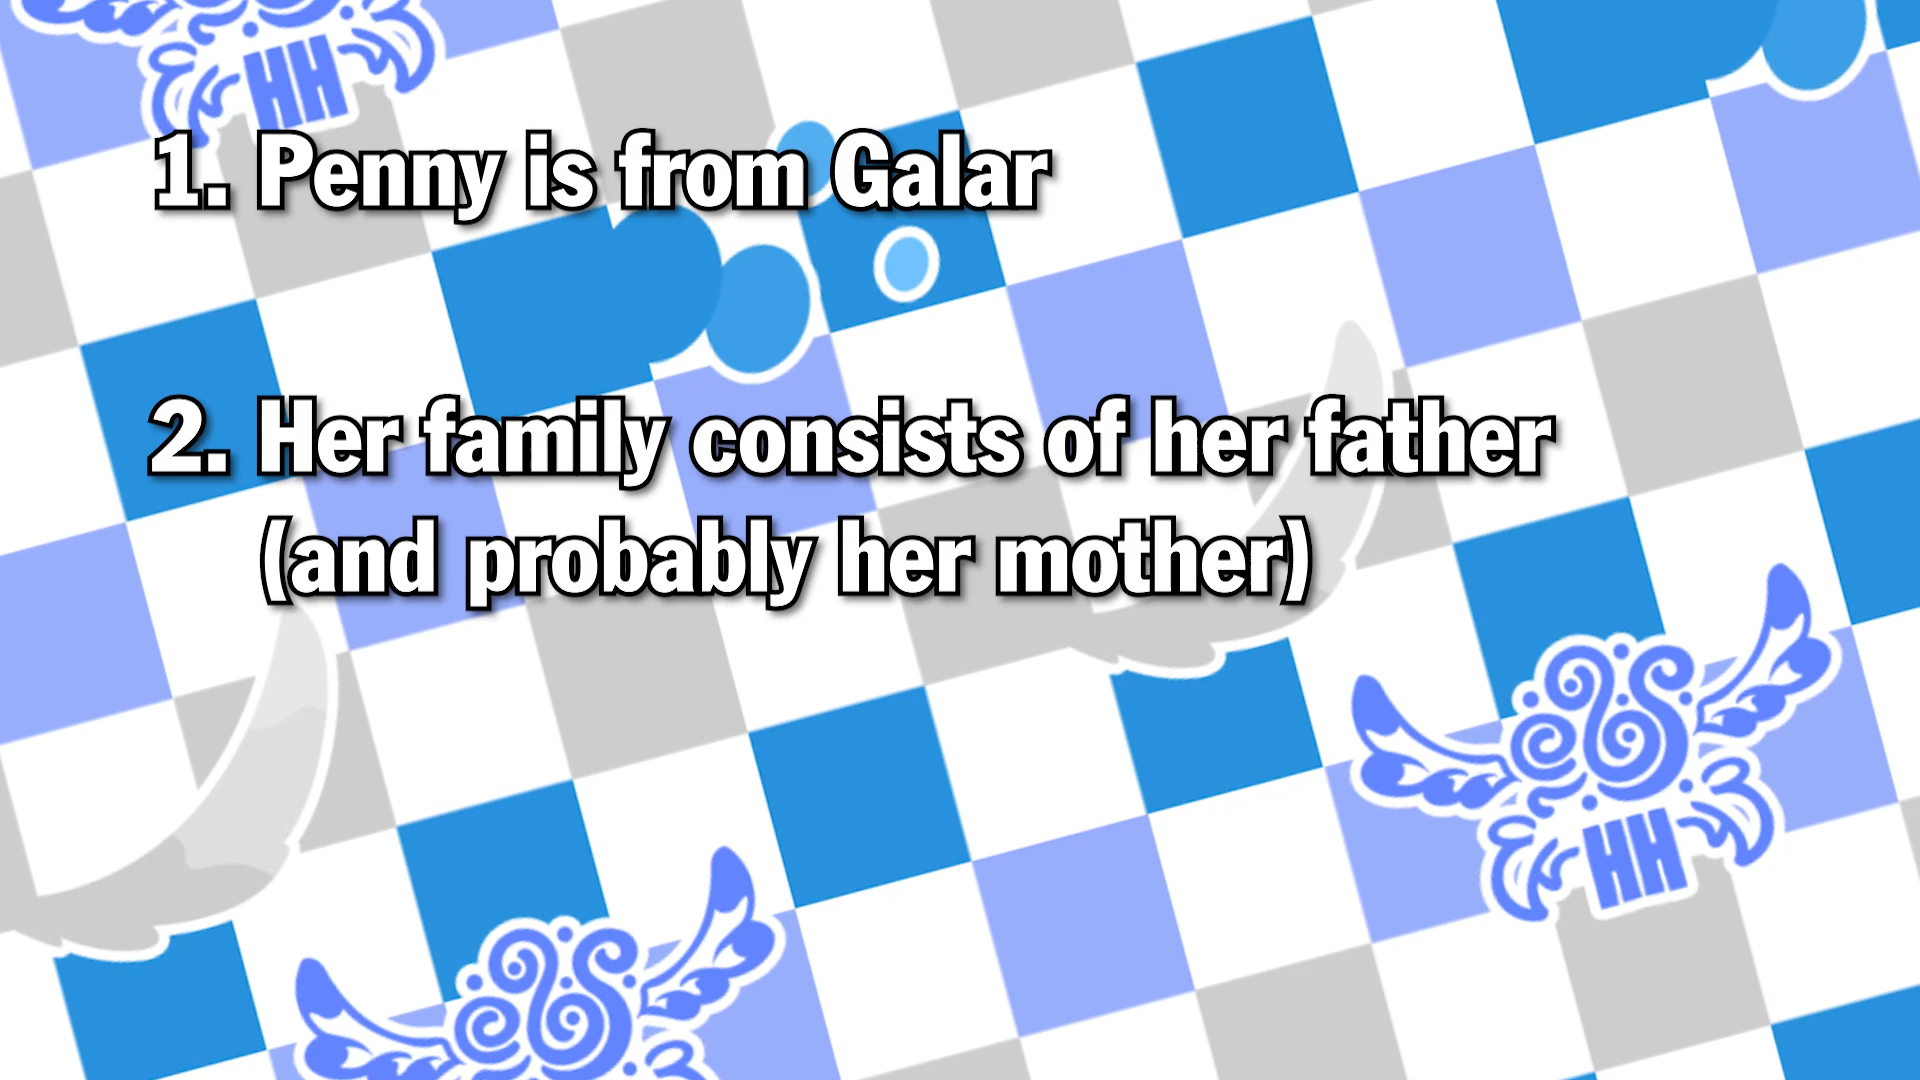 HH
1. Penny is from Galar
2. Her family consists of her father
(and probably her mother)
HH